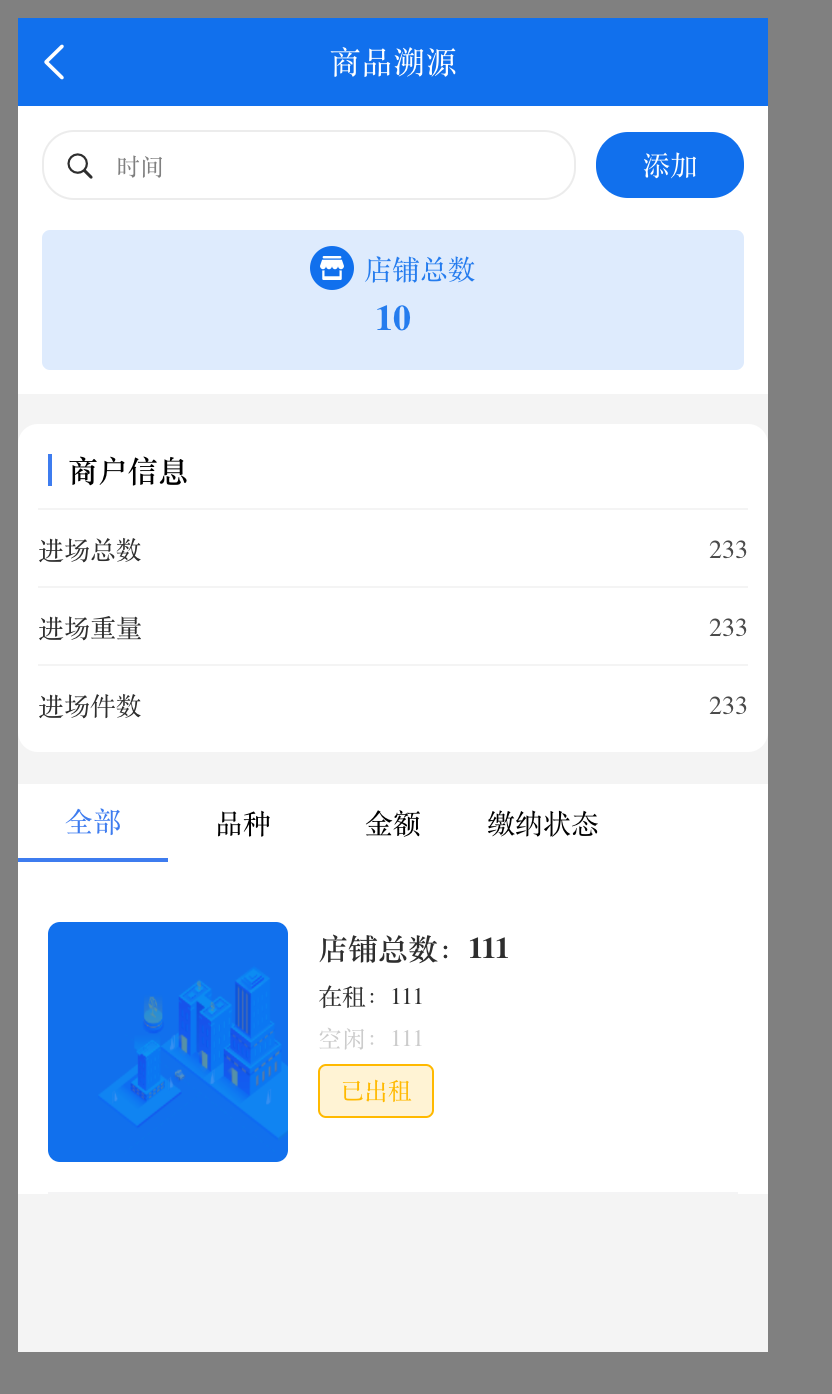 商品溯源
时间
添加
店铺总数
10
商户信息
进场总数 233
进场重量 233
进场件数 233
全部 品种 金额 缴纳状态
店铺总数：111
在租：111
空闲：111
已出租